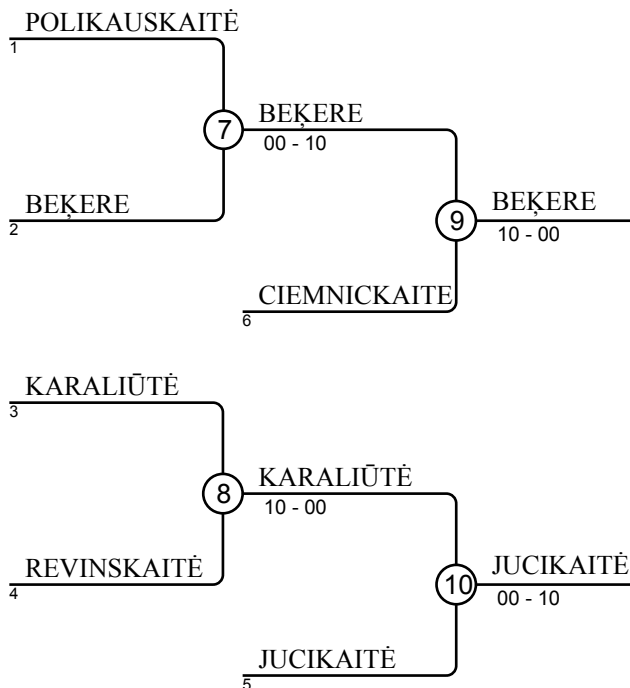 POLIKAUSKAITĖ
1
7
BEĶERE
00 - 10
BEĶERE
2
9
BEĶERE
10 - 00
CIEMNICKAITE
6
KARALIŪTĖ
3
8
KARALIŪTĖ
10 - 00
REVINSKAITĖ
4
10
JUCIKAITĖ
00 - 10
JUCIKAITĖ
5